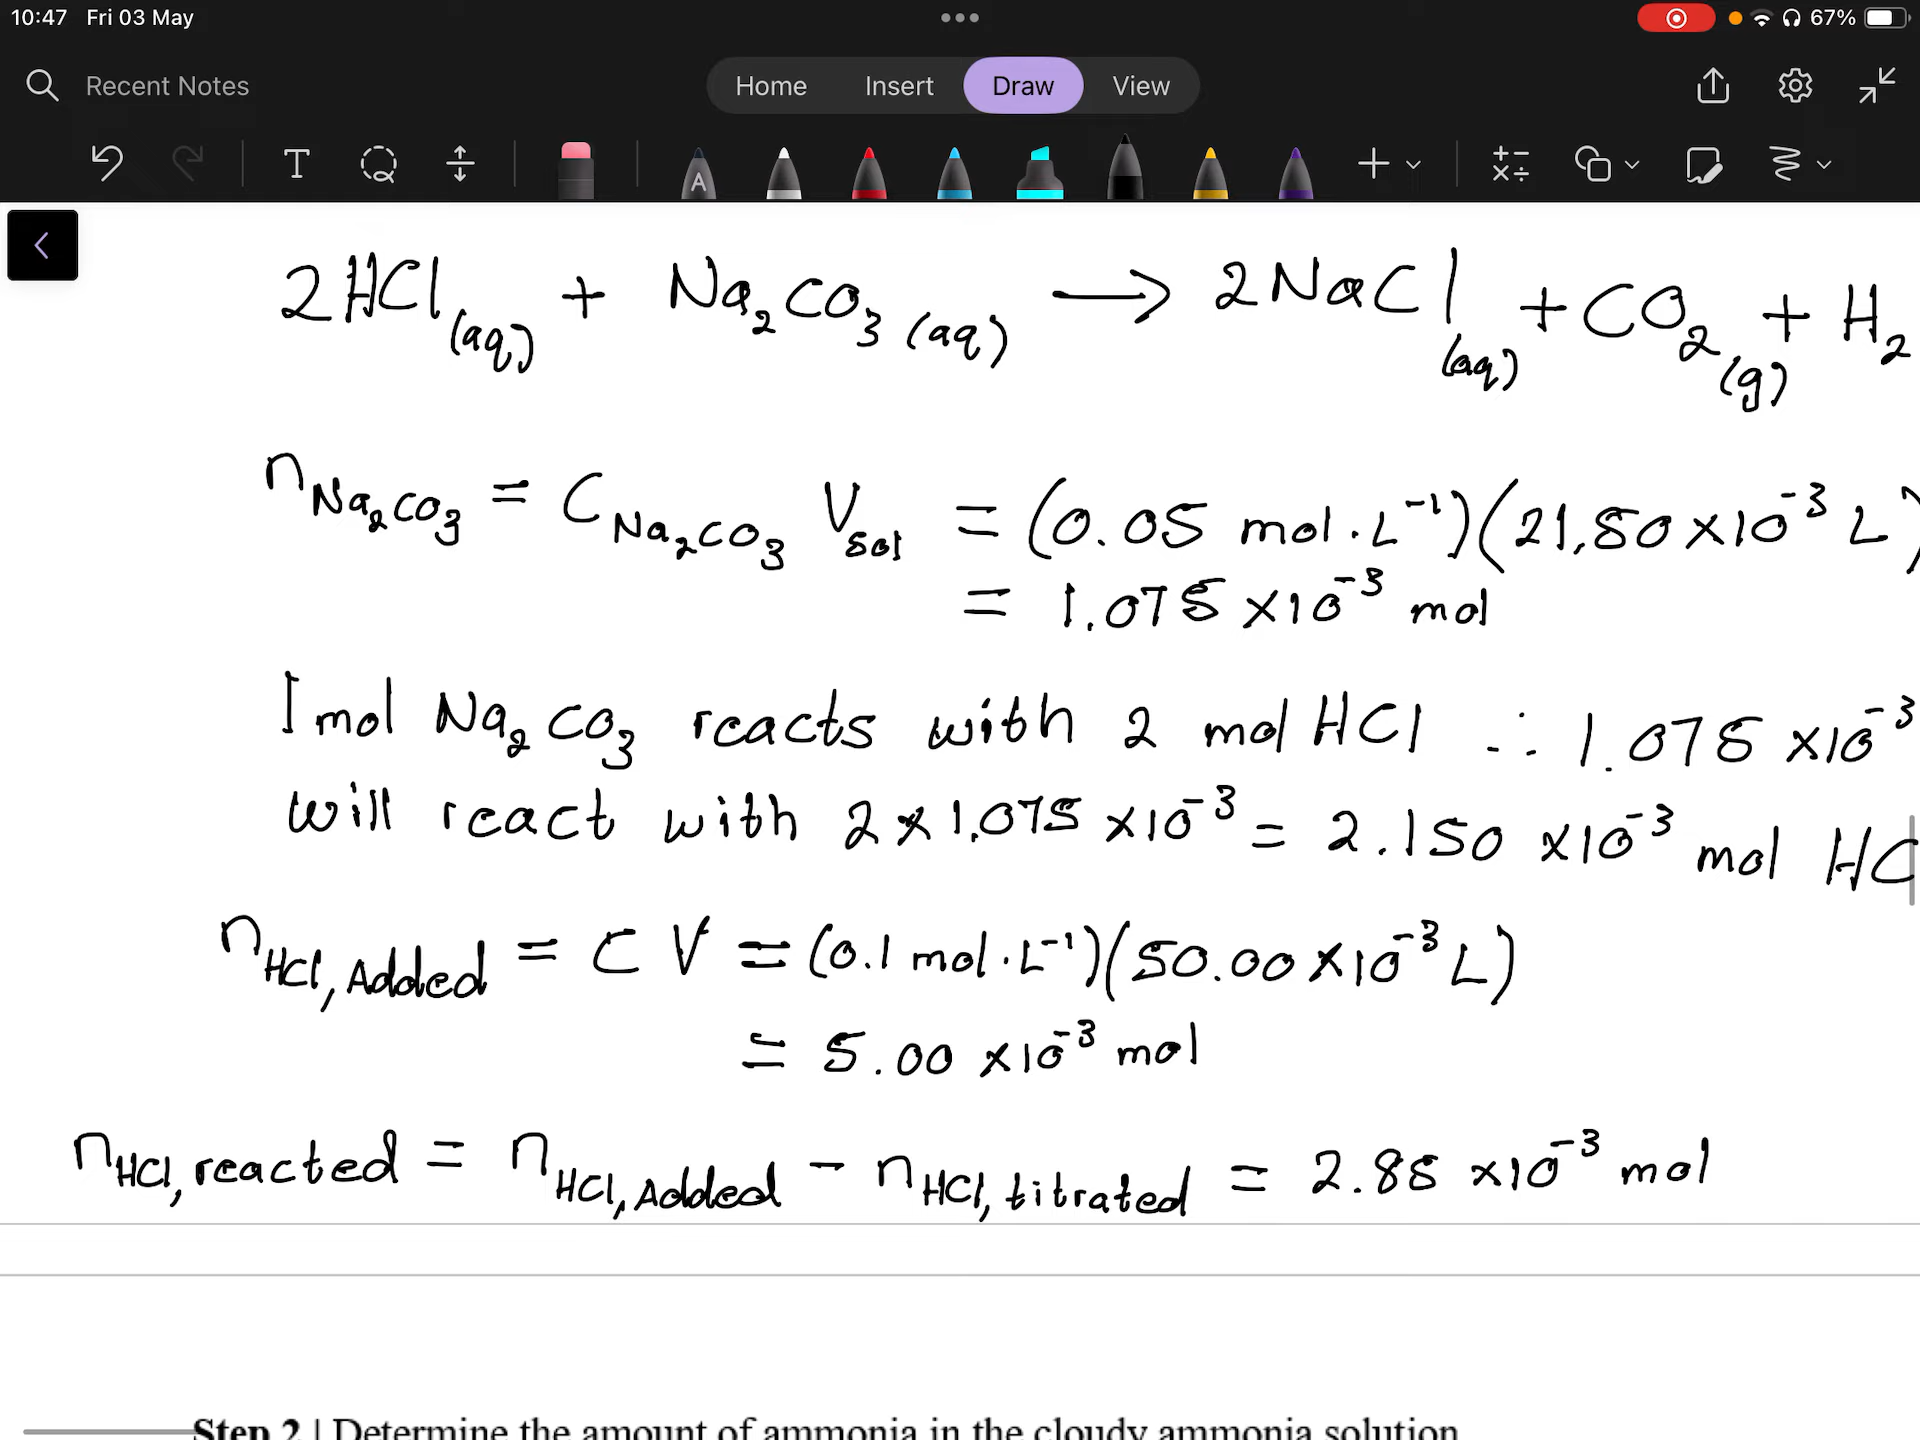 10:47 Fri 03 May 67%
Recent Notes Home Insert Draw View
T A
2HCl(aq) + Na₂CO₃(aq) → 2NaCl(aq) + CO₂(g) + H₂
nNa₂CO₃ = CNa₂CO₃ Vsol = (0.05 mol·L⁻¹)(21.50×10⁻³ L)
= 1.075×10⁻³ mol
1 mol Na₂CO₃ reacts with 2 mol HCl ∴ 1.075×10⁻³
will react with 2×1.075×10⁻³ = 2.150×10⁻³ mol HC
nHCl, Added = CV = (0.1 mol·L⁻¹)(50.00×10⁻³ L)
= 5.00×10⁻³ mol
nHCl, reacted = nHCl, Added − nHCl, titrated = 2.85×10⁻³ mol
Step 2 | Determine the amount of ammonia in the cloudy ammonia solution